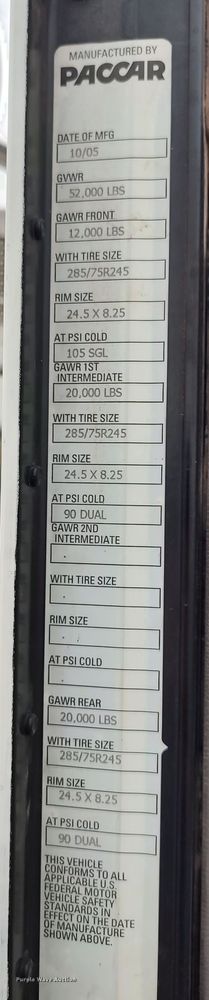 MANUFACTURED BY
PACCAR
DATE OF MFG
10/05
GVWR
52,000 LBS
GAWR FRONT
12,000 LBS
WITH TIRE SIZE
285/75R245
RIM SIZE
24.5 X 8.25
AT PSI COLD
105 SGL
GAWR 1ST
INTERMEDIATE
20,000 LBS
WITH TIRE SIZE
285/75R245
RIM SIZE
24.5 X 8.25
AT PSI COLD
90 DUAL
GAWR 2ND
INTERMEDIATE
.
WITH TIRE SIZE
.
RIM SIZE
. .
AT PSI COLD
.
GAWR REAR
20,000 LBS
WITH TIRE SIZE
285/75R245
RIM SIZE
24.5 X 8.25
AT PSI COLD
90 DUAL
THIS VEHICLE
CONFORMS TO ALL
APPLICABLE U.S.
FEDERAL MOTOR
VEHICLE SAFETY
STANDARDS IN
EFFECT ON THE DATE
OF MANUFACTURE
SHOWN ABOVE.
Purple Wave Auction